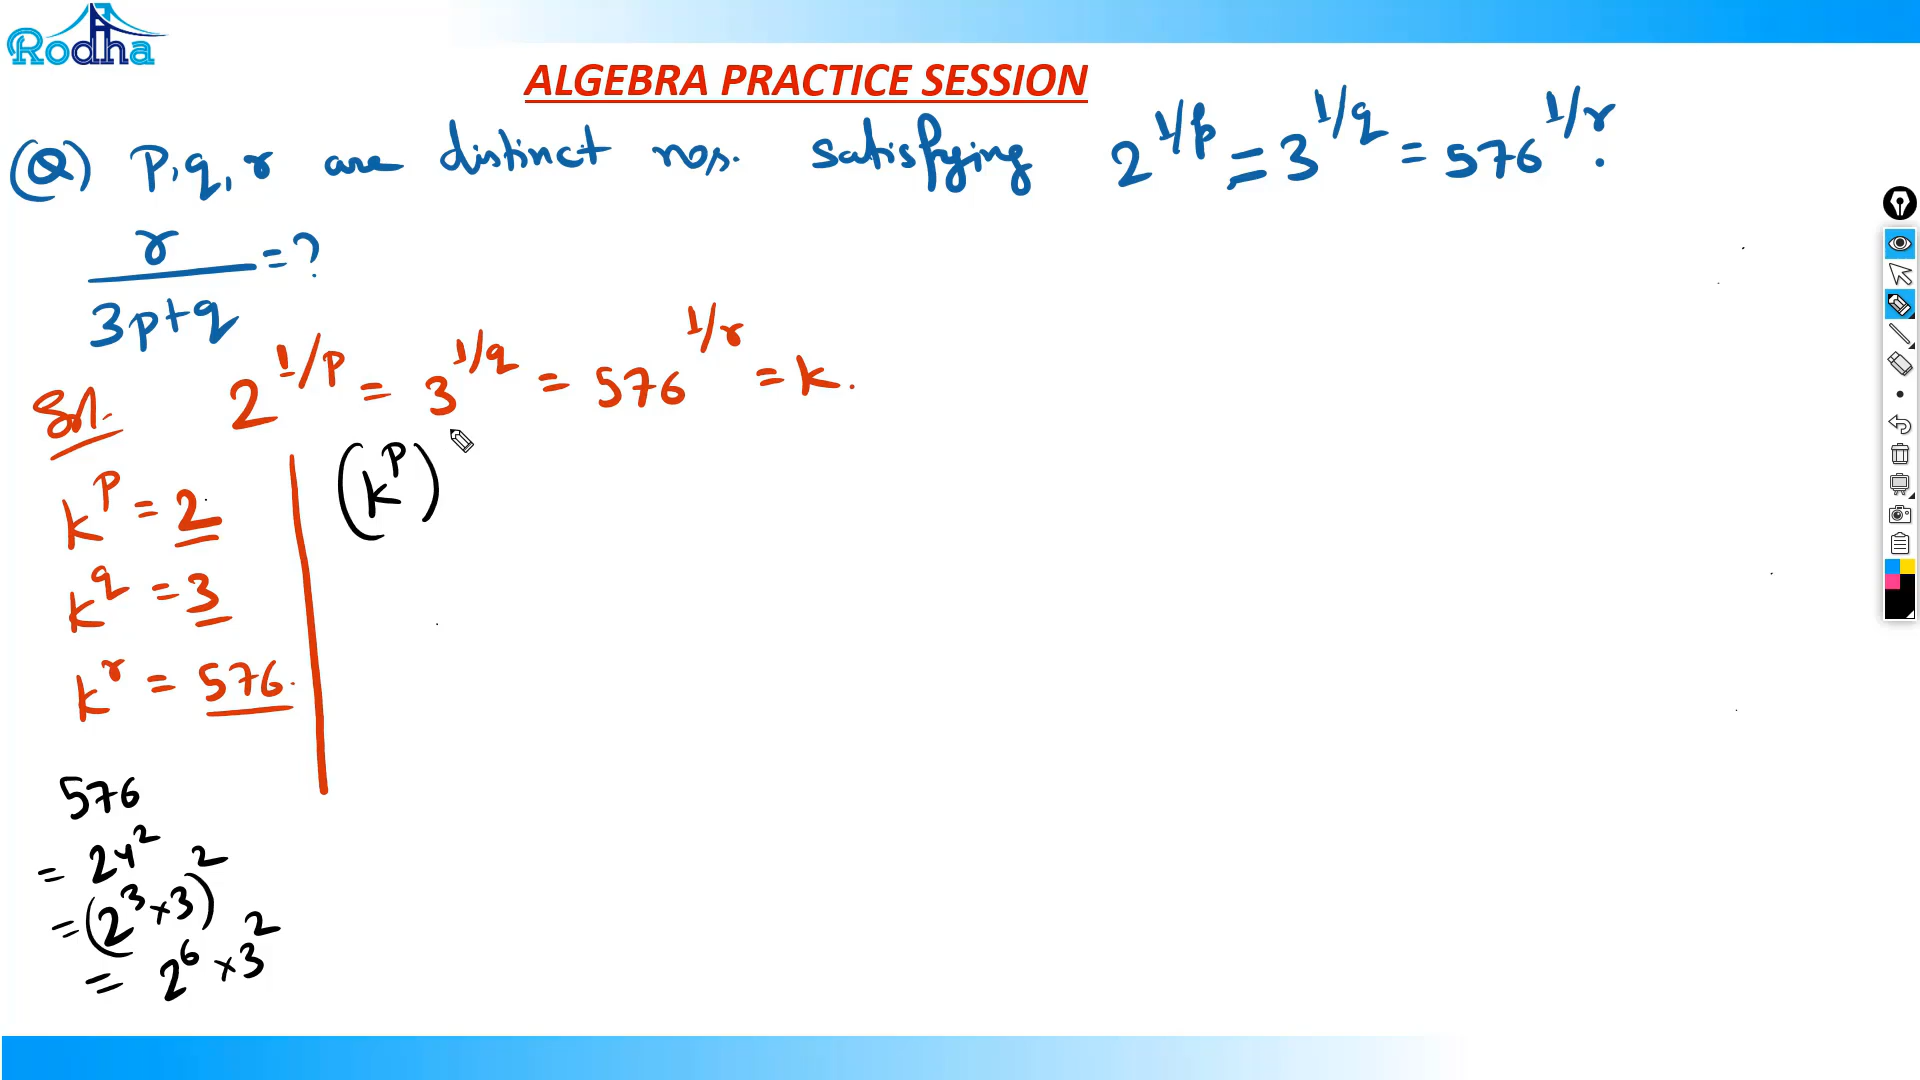 Rodha
ALGEBRA PRACTICE SESSION
(Q) p, q, r are distinct nos. satisfying 2^1/p = 3^1/q = 576^1/r.
r/(3p+q) = ?
Sol. 2^1/p = 3^1/q = 576^1/r = k.
k^p = 2
(k^p)
k^q = 3
k^r = 576.
576
= 24^2
= (2^3 × 3)^2
= 2^6 × 3^2